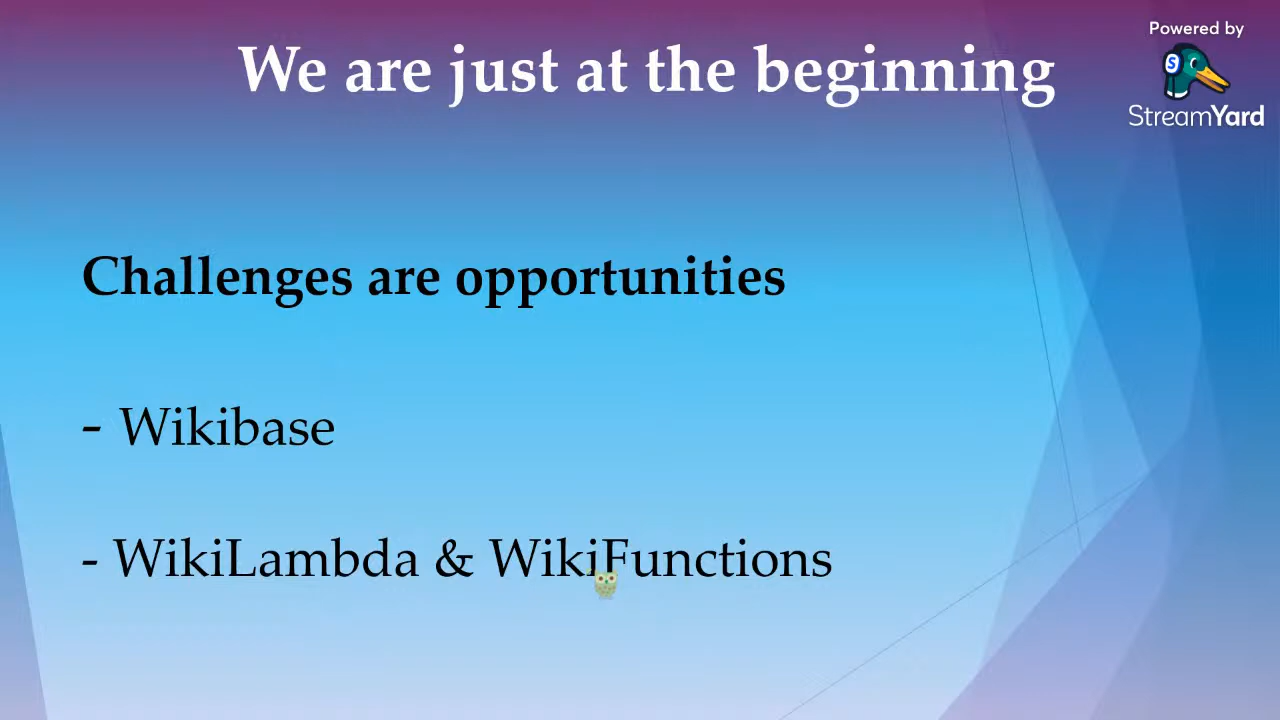 We are just at the beginning
Powered by
StreamYard
Challenges are opportunities
- Wikibase
- WikiLambda & WikiFunctions